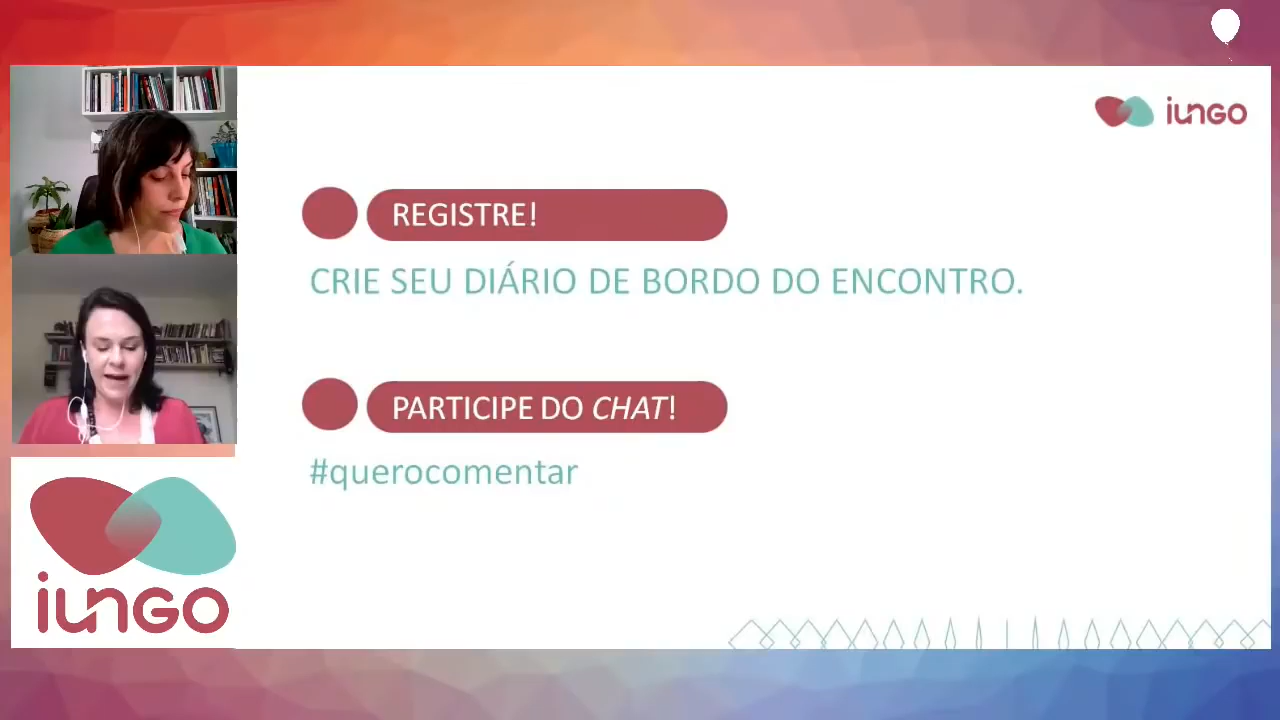 iungo
REGISTRE!
CRIE SEU DIÁRIO DE BORDO DO ENCONTRO.
PARTICIPE DO CHAT!
#querocomentar
iungo